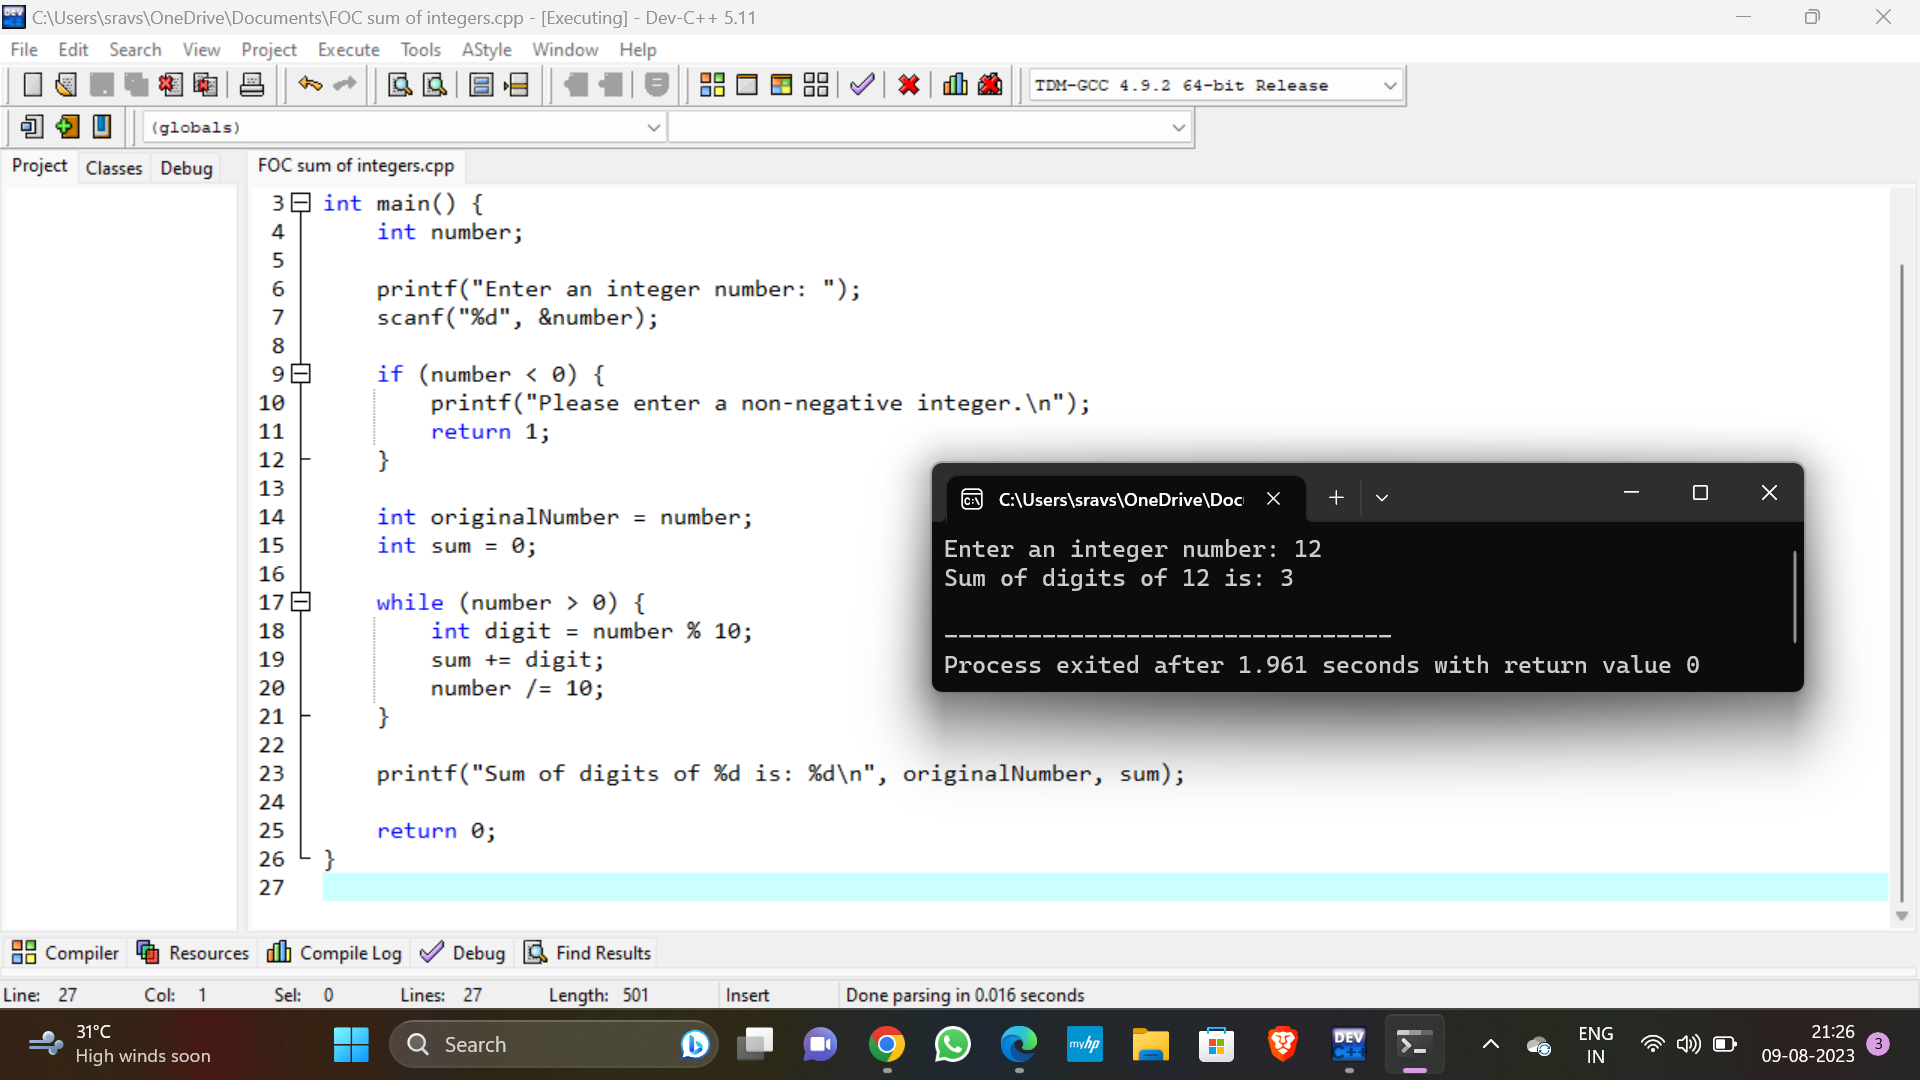 C:\Users\sravs\OneDrive\Documents\FOC sum of integers.cpp - [Executing] - Dev-C++ 5.11
File Edit Search View Project Execute Tools AStyle Window Help
TDM-GCC 4.9.2 64-bit Release
(globals)
Project Classes Debug FOC sum of integers.cpp
3 int main() {
4 int number;
5
6 printf("Enter an integer number: ");
7 scanf("%d", &number);
8
9 if (number < 0) {
10 printf("Please enter a non-negative integer.\n");
11 return 1;
12 }
13
14 int originalNumber = number;
15 int sum = 0;
16
17 while (number > 0) {
18 int digit = number % 10;
19 sum += digit;
20 number /= 10;
21 }
22
23 printf("Sum of digits of %d is: %d\n", originalNumber, sum);
24
25 return 0;
26 }
27
C:\Users\sravs\OneDrive\Doc
Enter an integer number: 12
Sum of digits of 12 is: 3
--------------------------------
Process exited after 1.961 seconds with return value 0
Compiler Resources Compile Log Debug Find Results
Line: 27 Col: 1 Sel: 0 Lines: 27 Length: 501 Insert Done parsing in 0.016 seconds
31°C
High winds soon
Search
myhp
DEV
C++
ENG
IN
21:26
09-08-2023
3